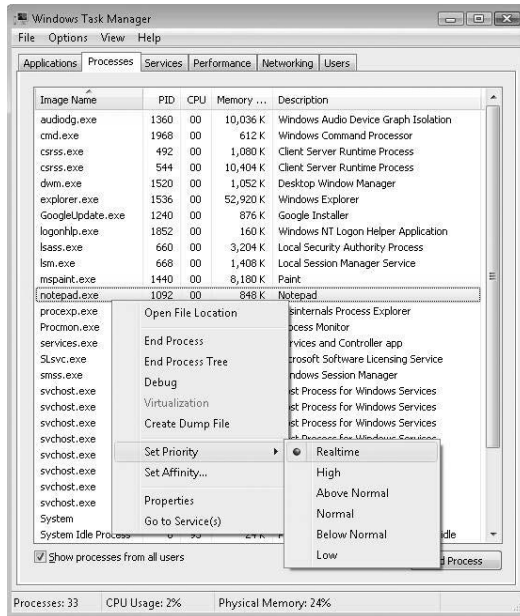 Windows Task Manager
File Options View Help
Applications Processes Services Performance Networking Users
Image Name PID CPU Memory ... Description
audiodg.exe 1360 00 10,036 K Windows Audio Device Graph Isolation
cmd.exe 1968 00 612 K Windows Command Processor
csrss.exe 492 00 1,080 K Client Server Runtime Process
csrss.exe 544 00 10,404 K Client Server Runtime Process
dwm.exe 1520 00 1,052 K Desktop Window Manager
explorer.exe 1536 00 52,920 K Windows Explorer
GoogleUpdate.exe 1240 00 876 K Google Installer
logonhlp.exe 1852 00 160 K Windows NT Logon Helper Application
lsass.exe 660 00 3,204 K Local Security Authority Process
lsm.exe 668 00 1,408 K Local Session Manager Service
mspaint.exe 1440 00 8,180 K Paint
notepad.exe 1092 00 848 K Notepad
procexp.exe Open File Location sinternals Process Explorer
Procmon.exe ocess Monitor
services.exe End Process rvices and Controller app
SLsvc.exe End Process Tree crosoft Software Licensing Service
smss.exe Debug ndows Session Manager
svchost.exe Virtualization st Process for Windows Services
svchost.exe Create Dump File st Process for Windows Services
svchost.exe st Process for Windows Services
svchost.exe Set Priority Realtime
svchost.exe Set Affinity... High
svchost.exe Above Normal
svchost.exe Properties Normal
System Go to Service(s)
System Idle Process Below Normal dle
Show processes from all users Low d Process
Processes: 33 CPU Usage: 2% Physical Memory: 24%